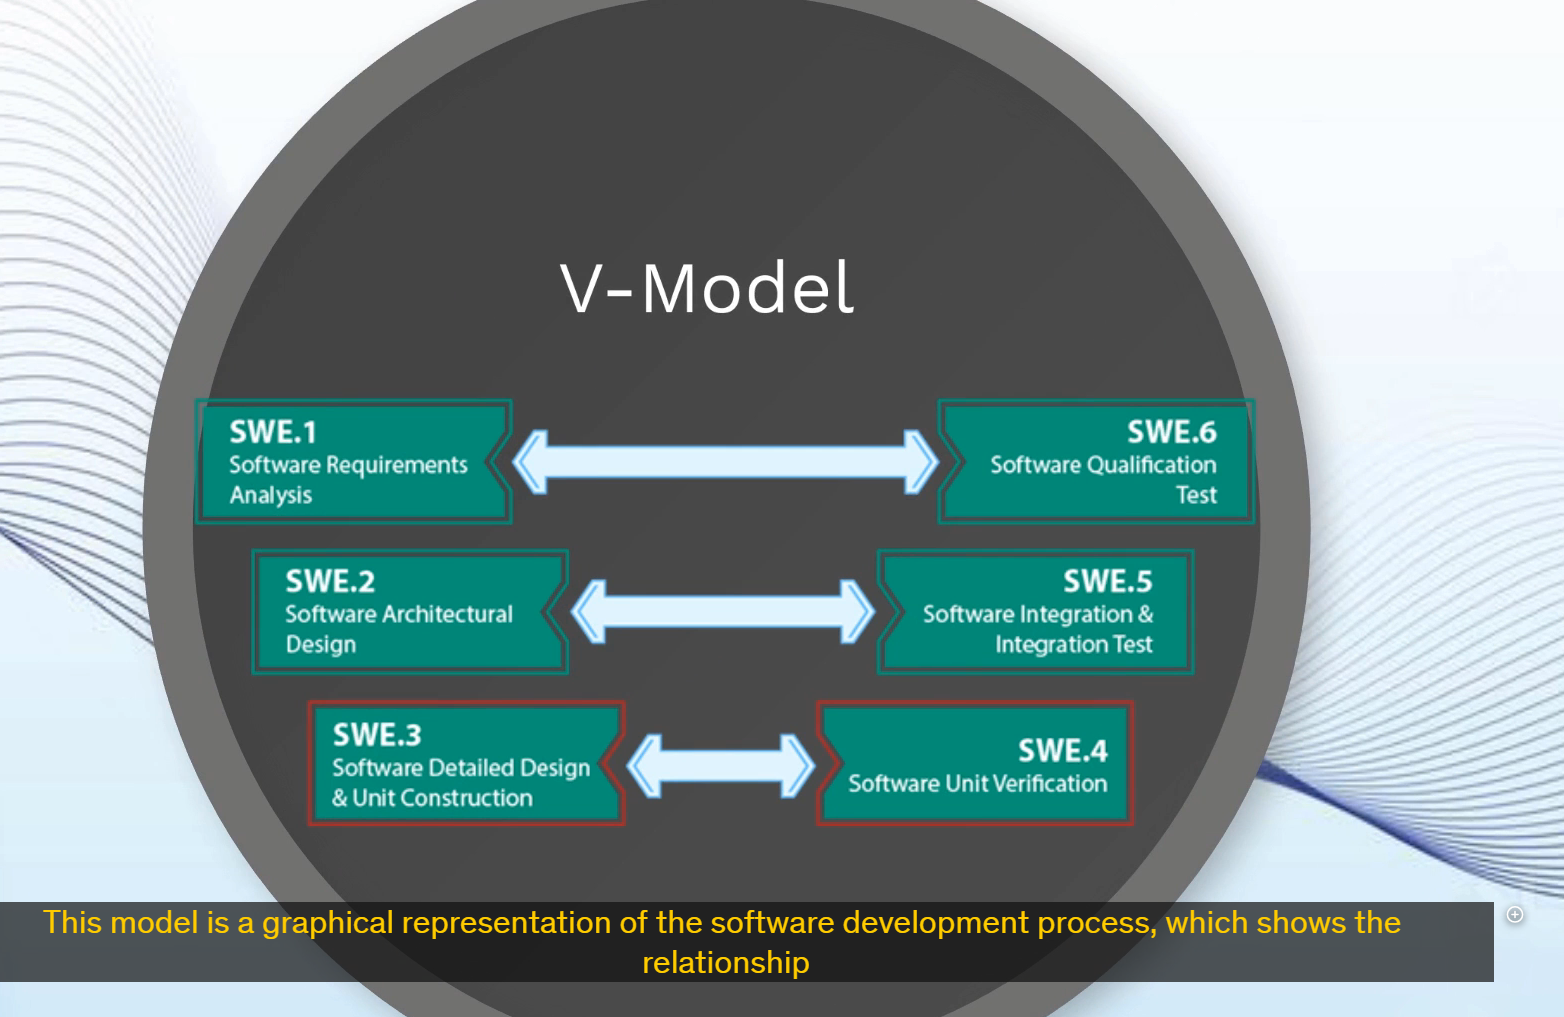 V-Model
SWE.1
Software Requirements
Analysis
SWE.6
Software Qualification
Test
SWE.2
Software Architectural
Design
SWE.5
Software Integration &
Integration Test
SWE.3
Software Detailed Design
& Unit Construction
SWE.4
Software Unit Verification
This model is a graphical representation of the software development process, which shows the
relationship